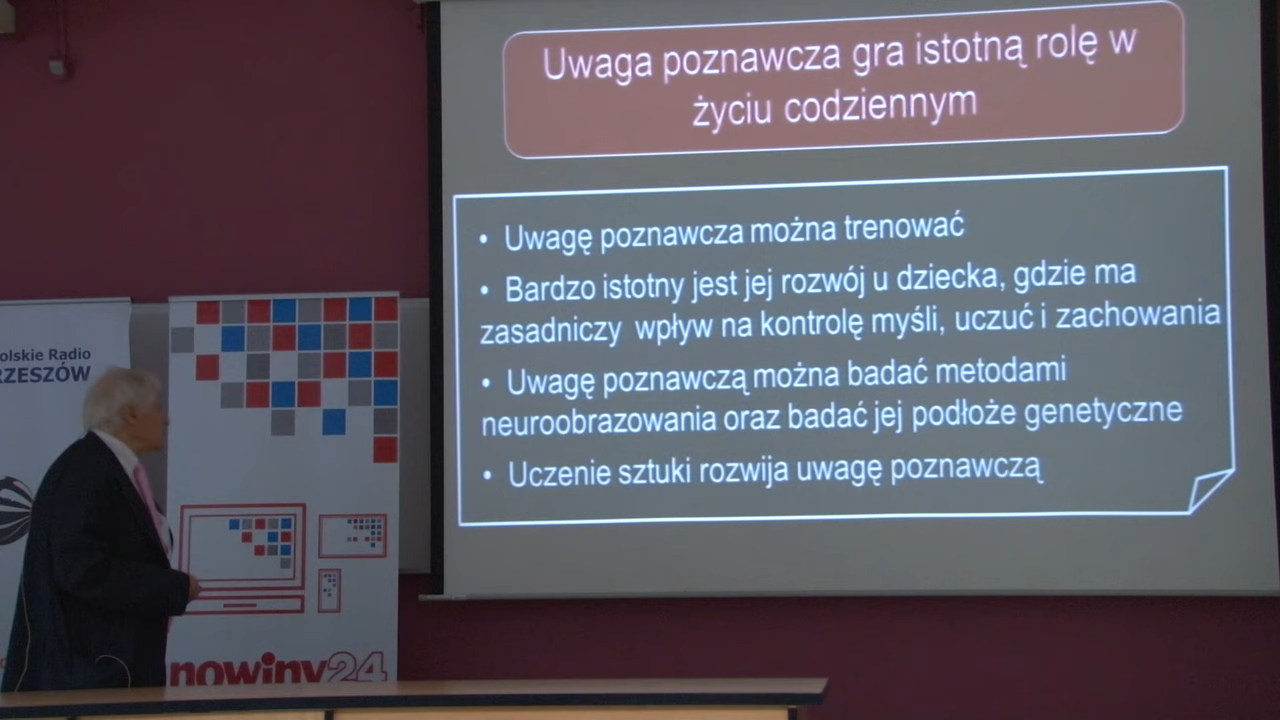 Uwaga poznawcza gra istotną rolę w
życiu codziennym
• Uwagę poznawcza można trenować
• Bardzo istotny jest jej rozwój u dziecka, gdzie ma
zasadniczy wpływ na kontrolę myśli, uczuć i zachowania
• Uwagę poznawczą można badać metodami
neuroobrazowania oraz badać jej podłoże genetyczne
• Uczenie sztuki rozwija uwagę poznawczą
olskie Radio
RZESZÓW
nowiny24